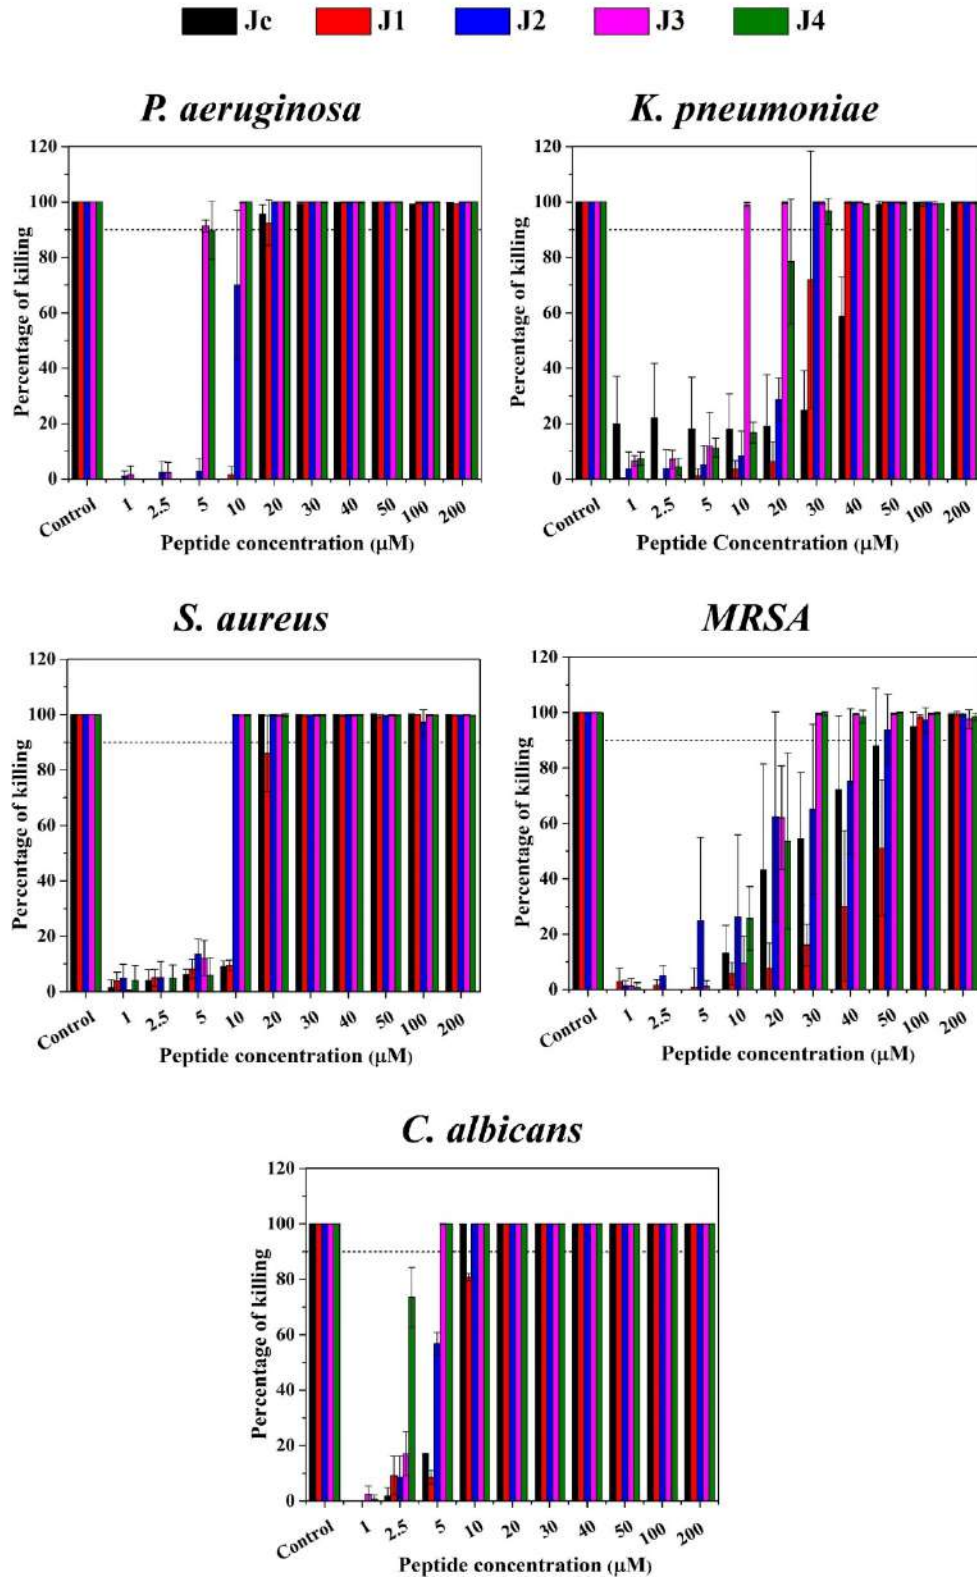 Jc J1 J2 J3 J4
P. aeruginosa
120
100
80
60
40
20
0
Percentage of killing
Control 1 2.5 5 10 20 30 40 50 100 200
Peptide concentration (µM)
K. pneumoniae
120
100
80
60
40
20
0
Percentage of killing
Control 1 2.5 5 10 20 30 40 50 100 200
Peptide Concentration (µM)
S. aureus
120
100
80
60
40
20
0
Percentage of killing
Control 1 2.5 5 10 20 30 40 50 100 200
Peptide concentration (µM)
MRSA
120
100
80
60
40
20
0
Percentage of killing
Control 1 2.5 5 10 20 30 40 50 100 200
Peptide concentration (µM)
C. albicans
120
100
80
60
40
20
0
Percentage of killing
Control 1 2.5 5 10 20 30 40 50 100 200
Peptide concentration (µM)